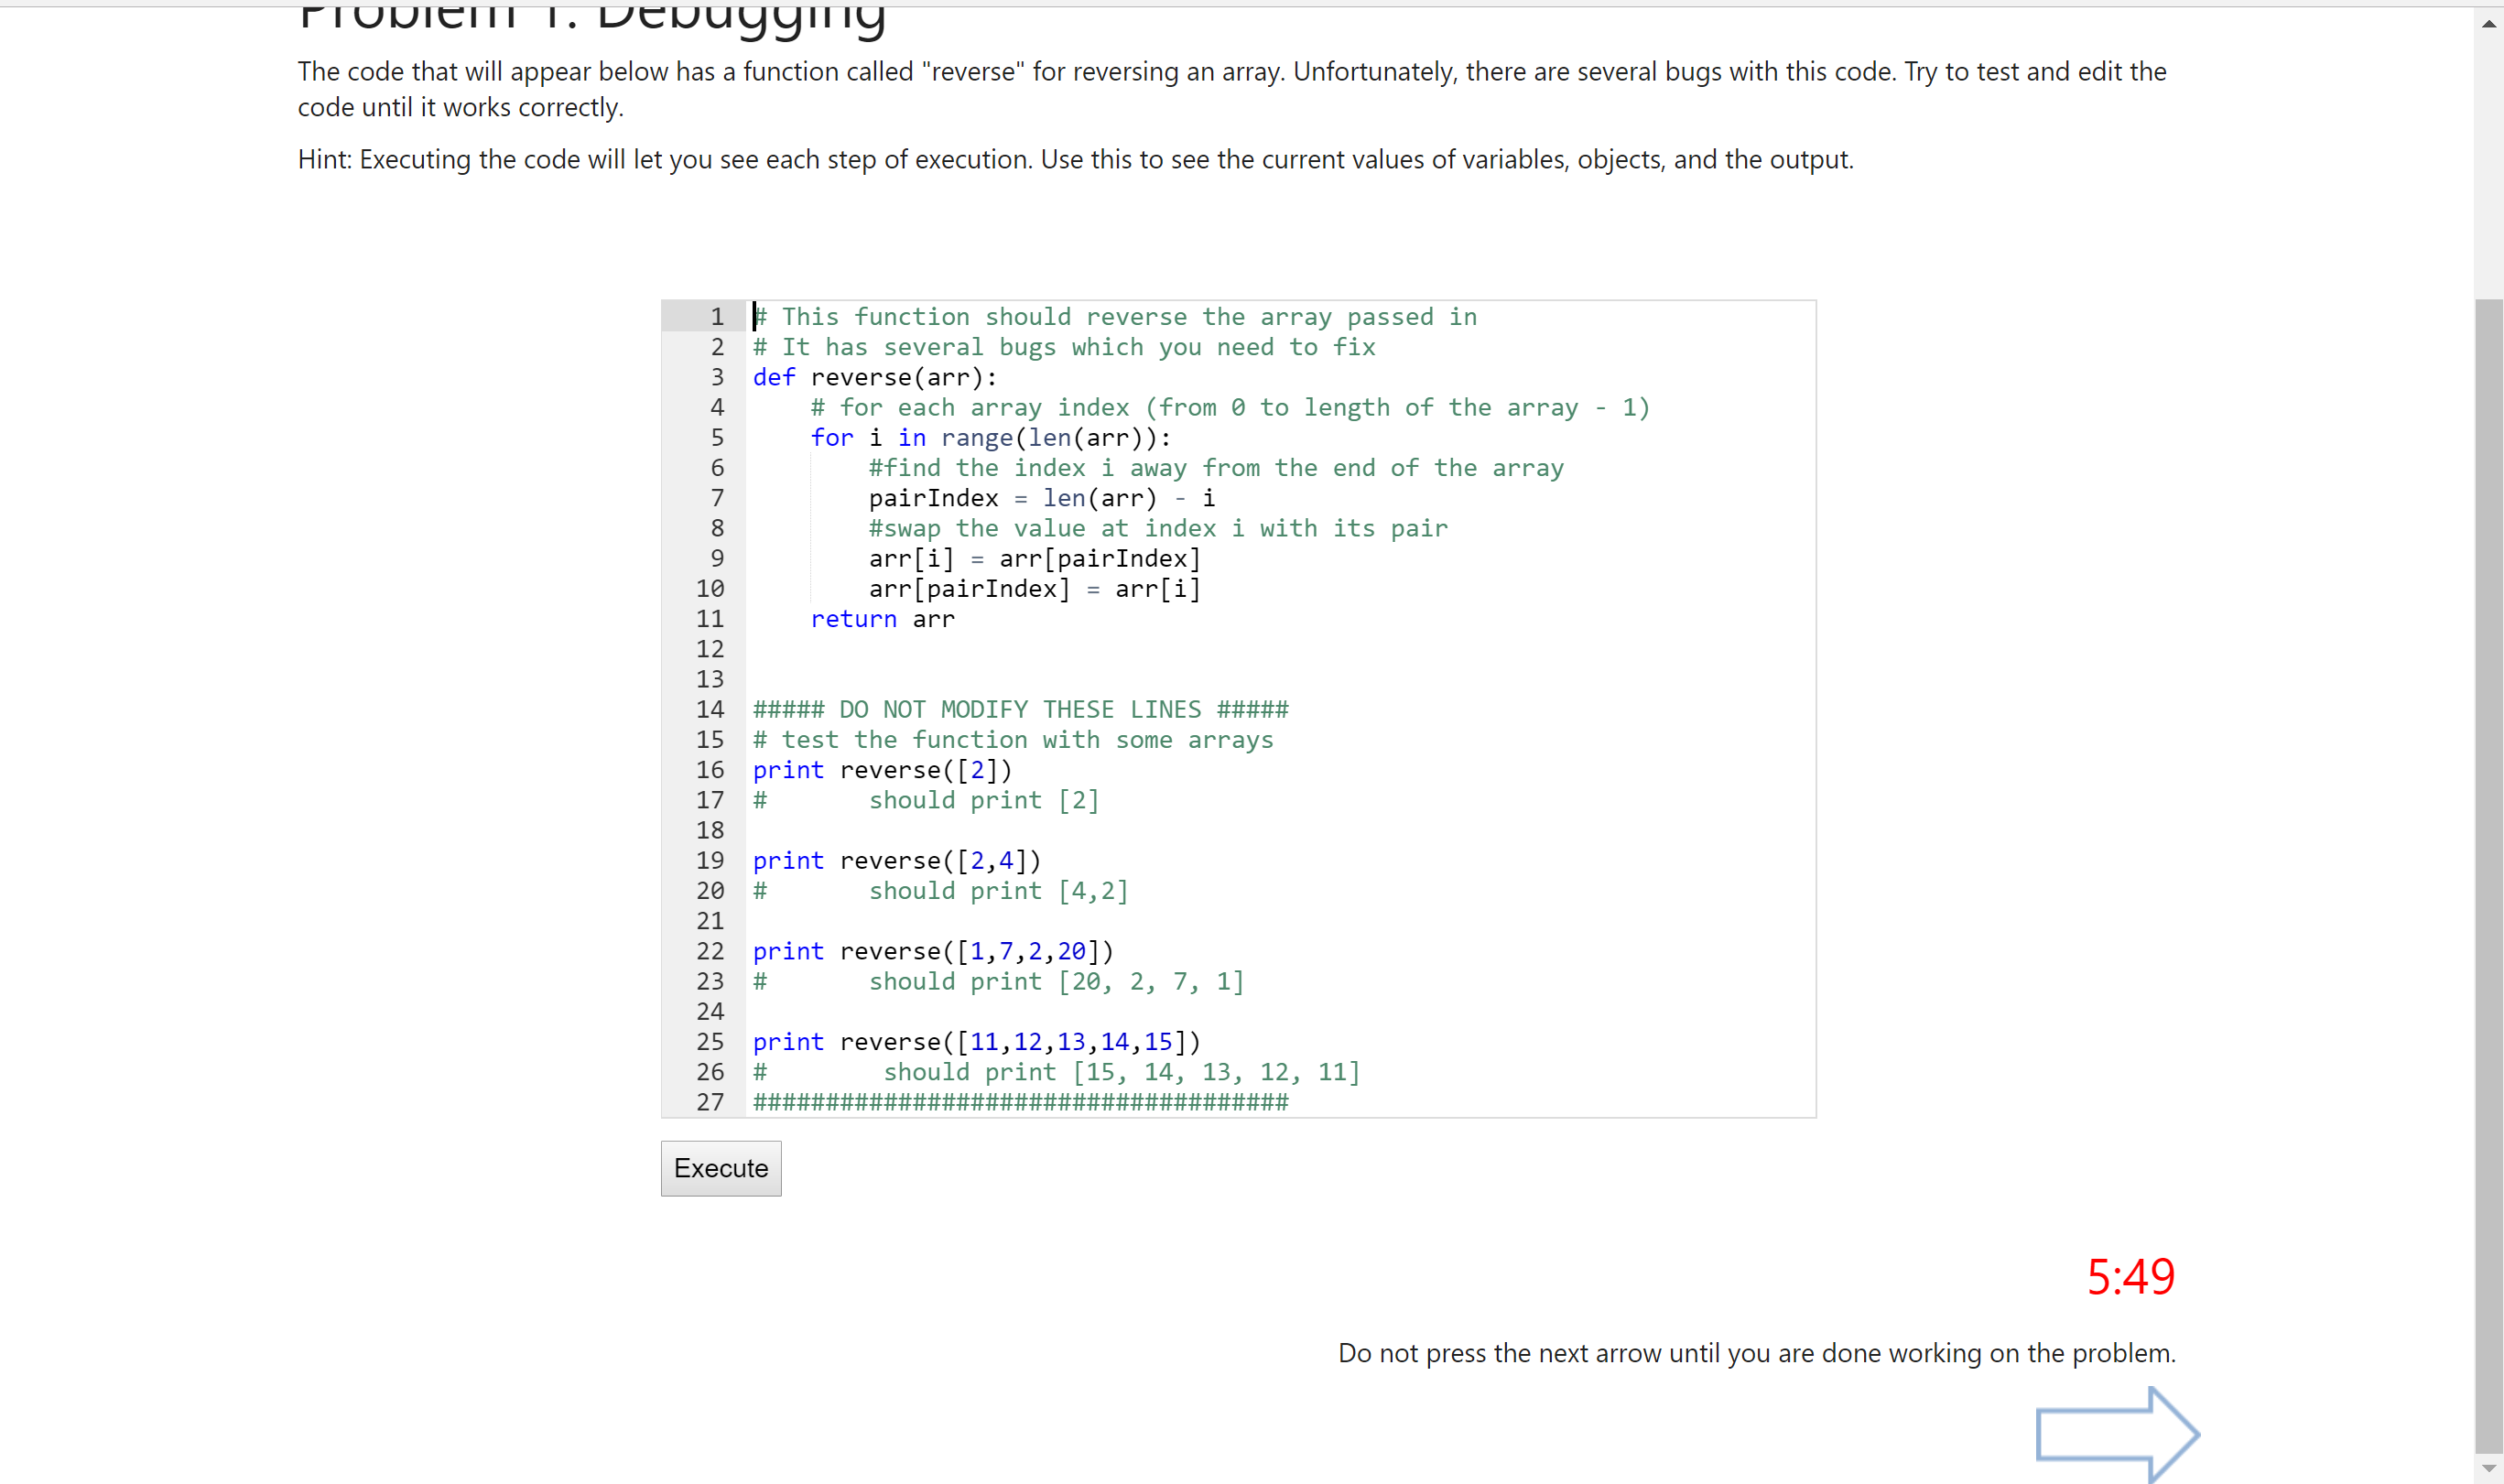 Problem 1: Debugging
The code that will appear below has a function called "reverse" for reversing an array. Unfortunately, there are several bugs with this code. Try to test and edit the
code until it works correctly.
Hint: Executing the code will let you see each step of execution. Use this to see the current values of variables, objects, and the output.
1 # This function should reverse the array passed in
2 # It has several bugs which you need to fix
3 def reverse(arr):
4     # for each array index (from 0 to length of the array - 1)
5     for i in range(len(arr)):
6         #find the index i away from the end of the array
7         pairIndex = len(arr) - i
8         #swap the value at index i with its pair
9         arr[i] = arr[pairIndex]
10         arr[pairIndex] = arr[i]
11     return arr
12
13
14 ##### DO NOT MODIFY THESE LINES #####
15 # test the function with some arrays
16 print reverse([2])
17 #       should print [2]
18
19 print reverse([2,4])
20 #       should print [4,2]
21
22 print reverse([1,7,2,20])
23 #       should print [20, 2, 7, 1]
24
25 print reverse([11,12,13,14,15])
26 #        should print [15, 14, 13, 12, 11]
27 #####################################
Execute
5:49
Do not press the next arrow until you are done working on the problem.